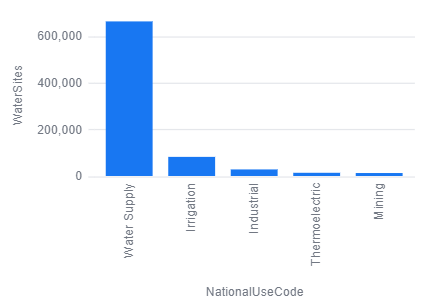 600,000
400,000
200,000
0
WaterSites
Water Supply
Irrigation
Industrial
Thermoelectric
Mining
NationalUseCode